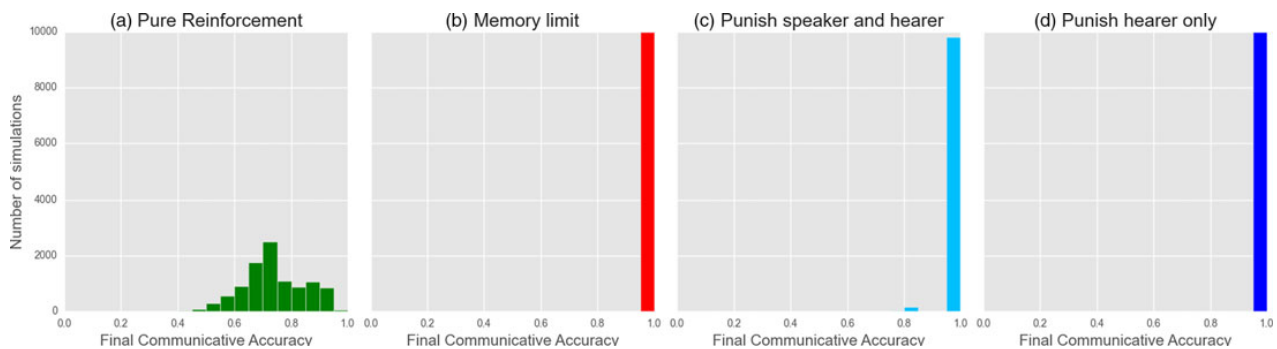 (a) Pure Reinforcement
(b) Memory limit
(c) Punish speaker and hearer
(d) Punish hearer only
Number of simulations
10000
8000
6000
4000
2000
0
0.0 0.2 0.4 0.6 0.8 1.0
0.0 0.2 0.4 0.6 0.8 1.0
0.0 0.2 0.4 0.6 0.8 1.0
0.0 0.2 0.4 0.6 0.8 1.0
Final Communicative Accuracy
Final Communicative Accuracy
Final Communicative Accuracy
Final Communicative Accuracy